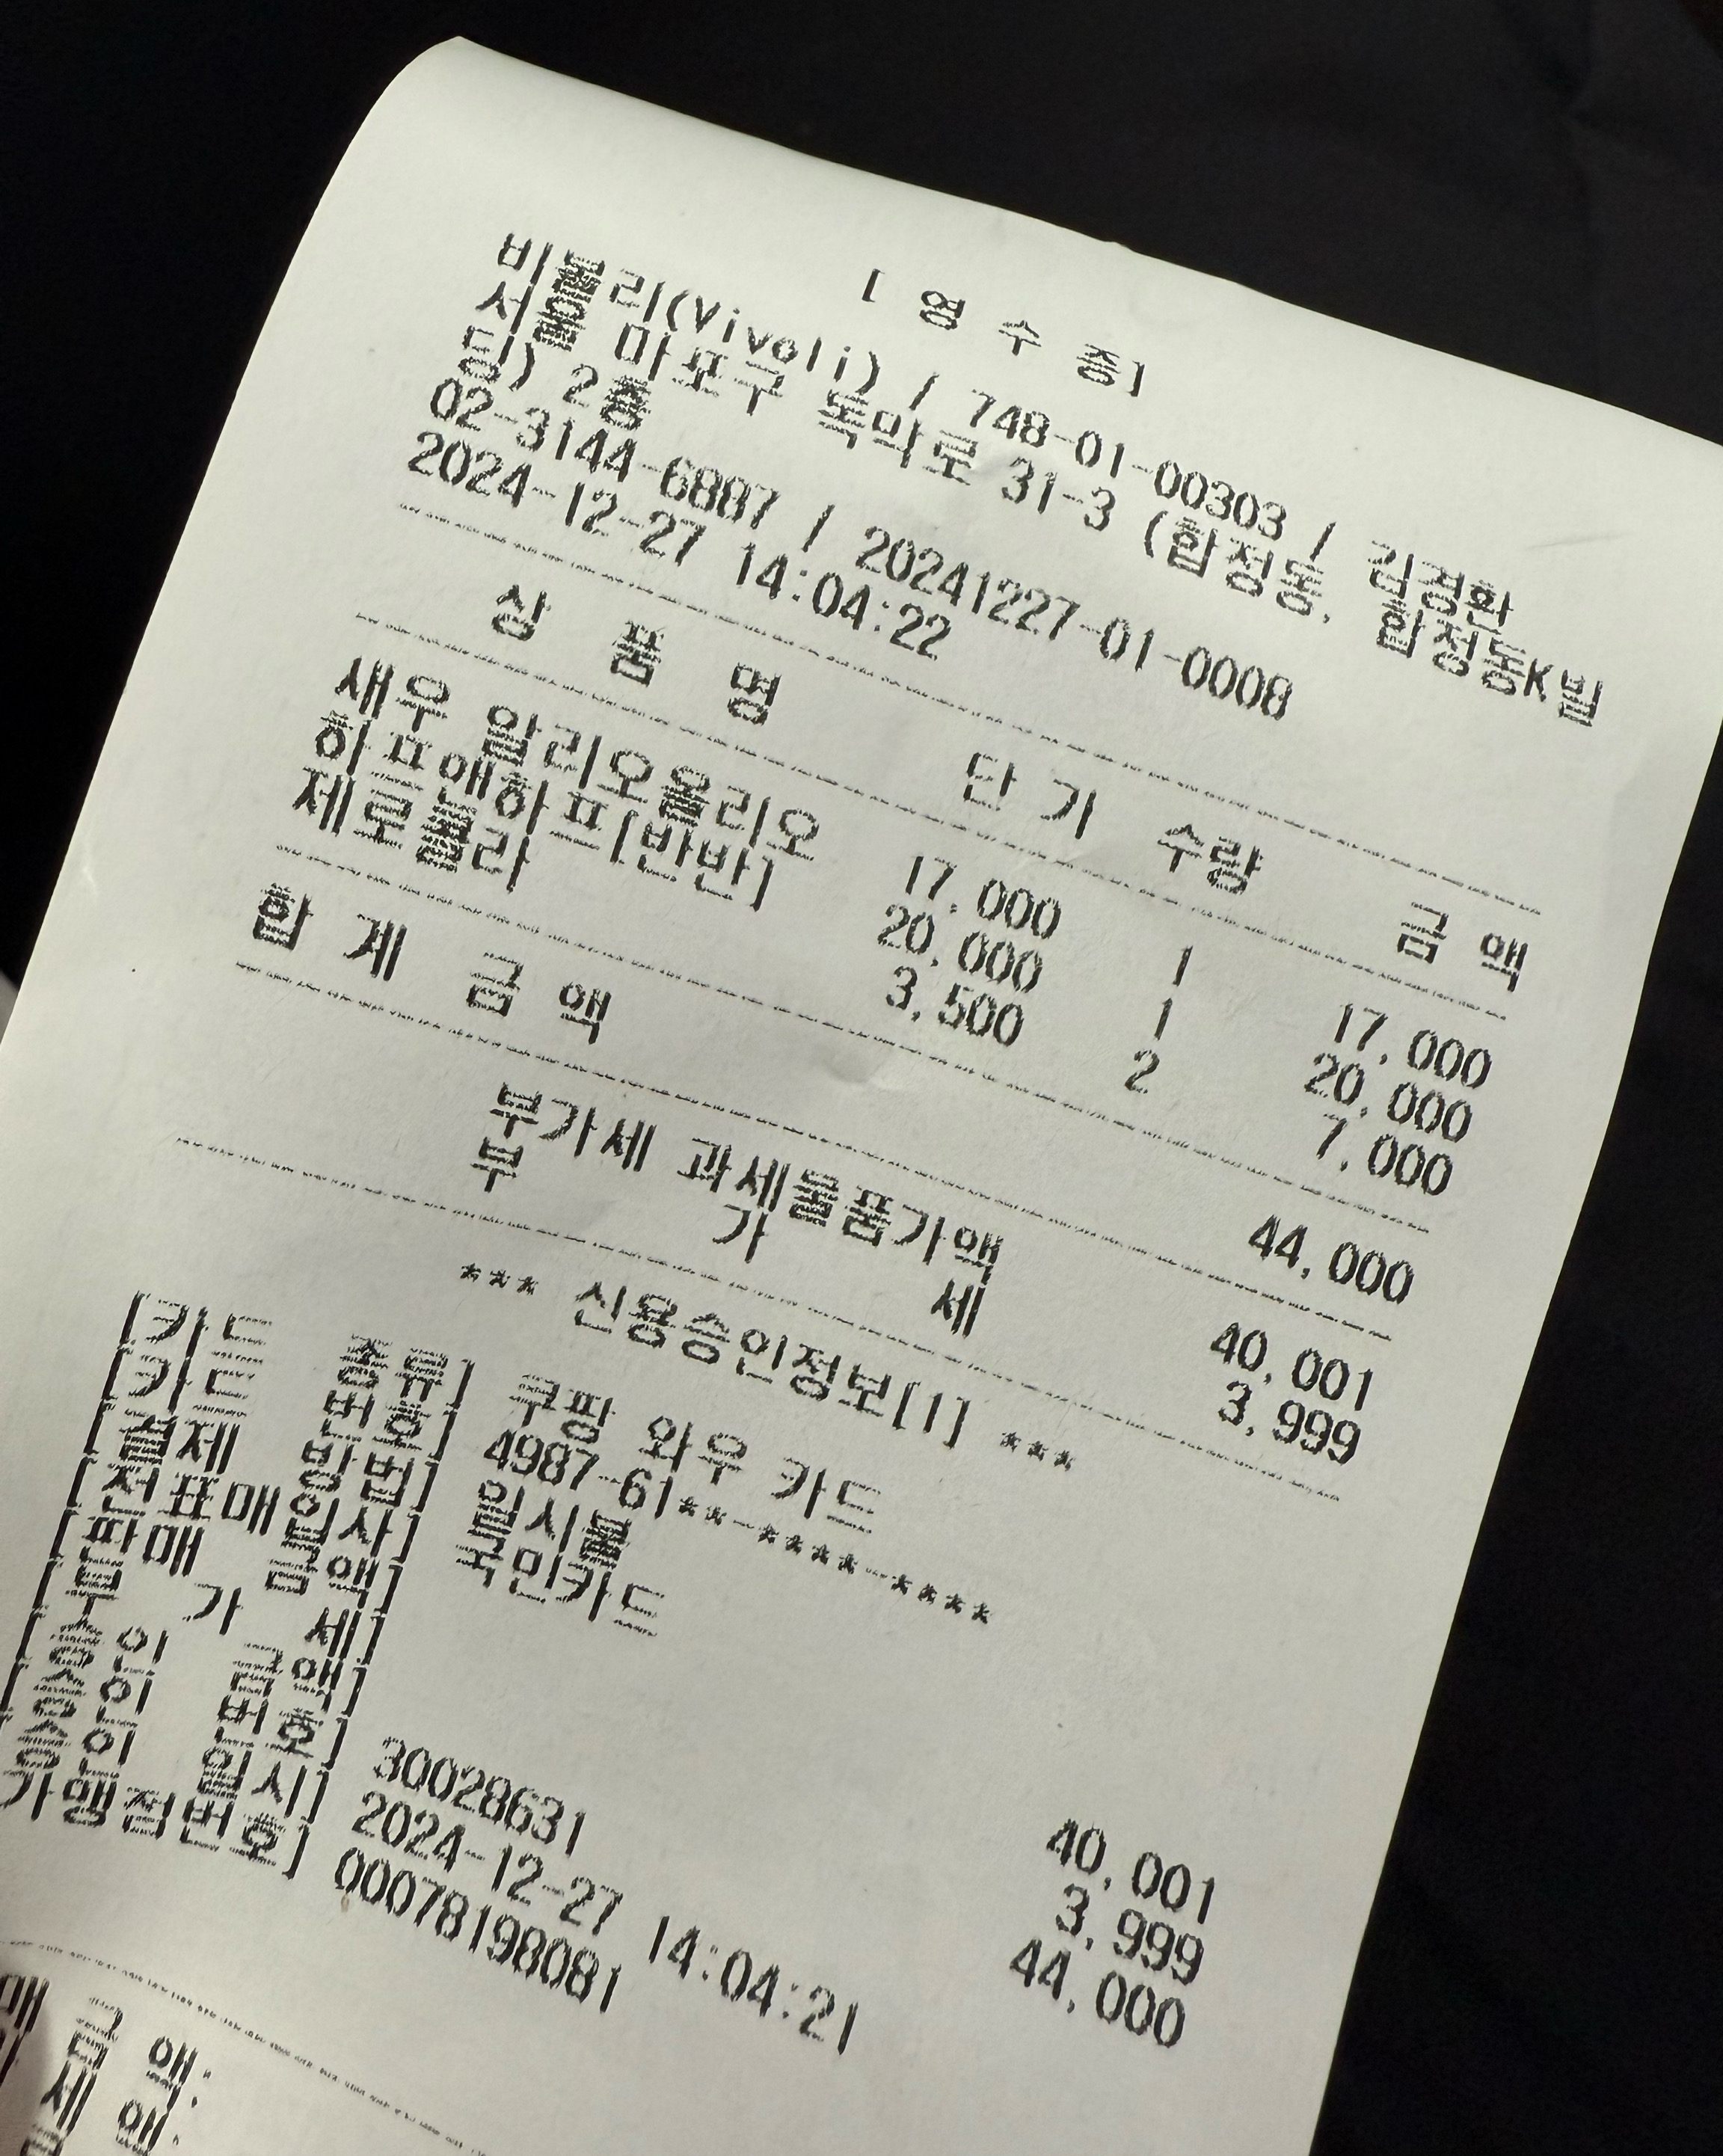 [ 영 수 증]
비볼리(Vivoli) / 748-01-00303 / 김경환
서울 마포구 독막로 31-3 (합정동, 합정동K빌
딩) 2층
02-3144-6887 / 20241227-01-0008
2024-12-27 14:04:22
상 품 명 단 가 수량 금 액
새우 알리오올리오 17,000 1 17,000
하프앤하프[반반] 20,000 1 20,000
제로콜라 3,500 2 7,000
합 계 금 액 44,000
부가세 과세물품가액 40,001
부 가 세 3,999
*** 신용승인정보[1] ***
[카드 종류] 쿠팡 와우 카드
[카드 번호] 4987-61**-****-****
[결제 방법] 일시불
[전표매입사] 국민카드
[판매 금액] 40,001
[부 가 세] 3,999
[승인 금액] 44,000
[승인 번호] 30028631
[승인 일시] 2024-12-27 14:04:21
가맹점번호] 00078198081
금 액:
세 액: